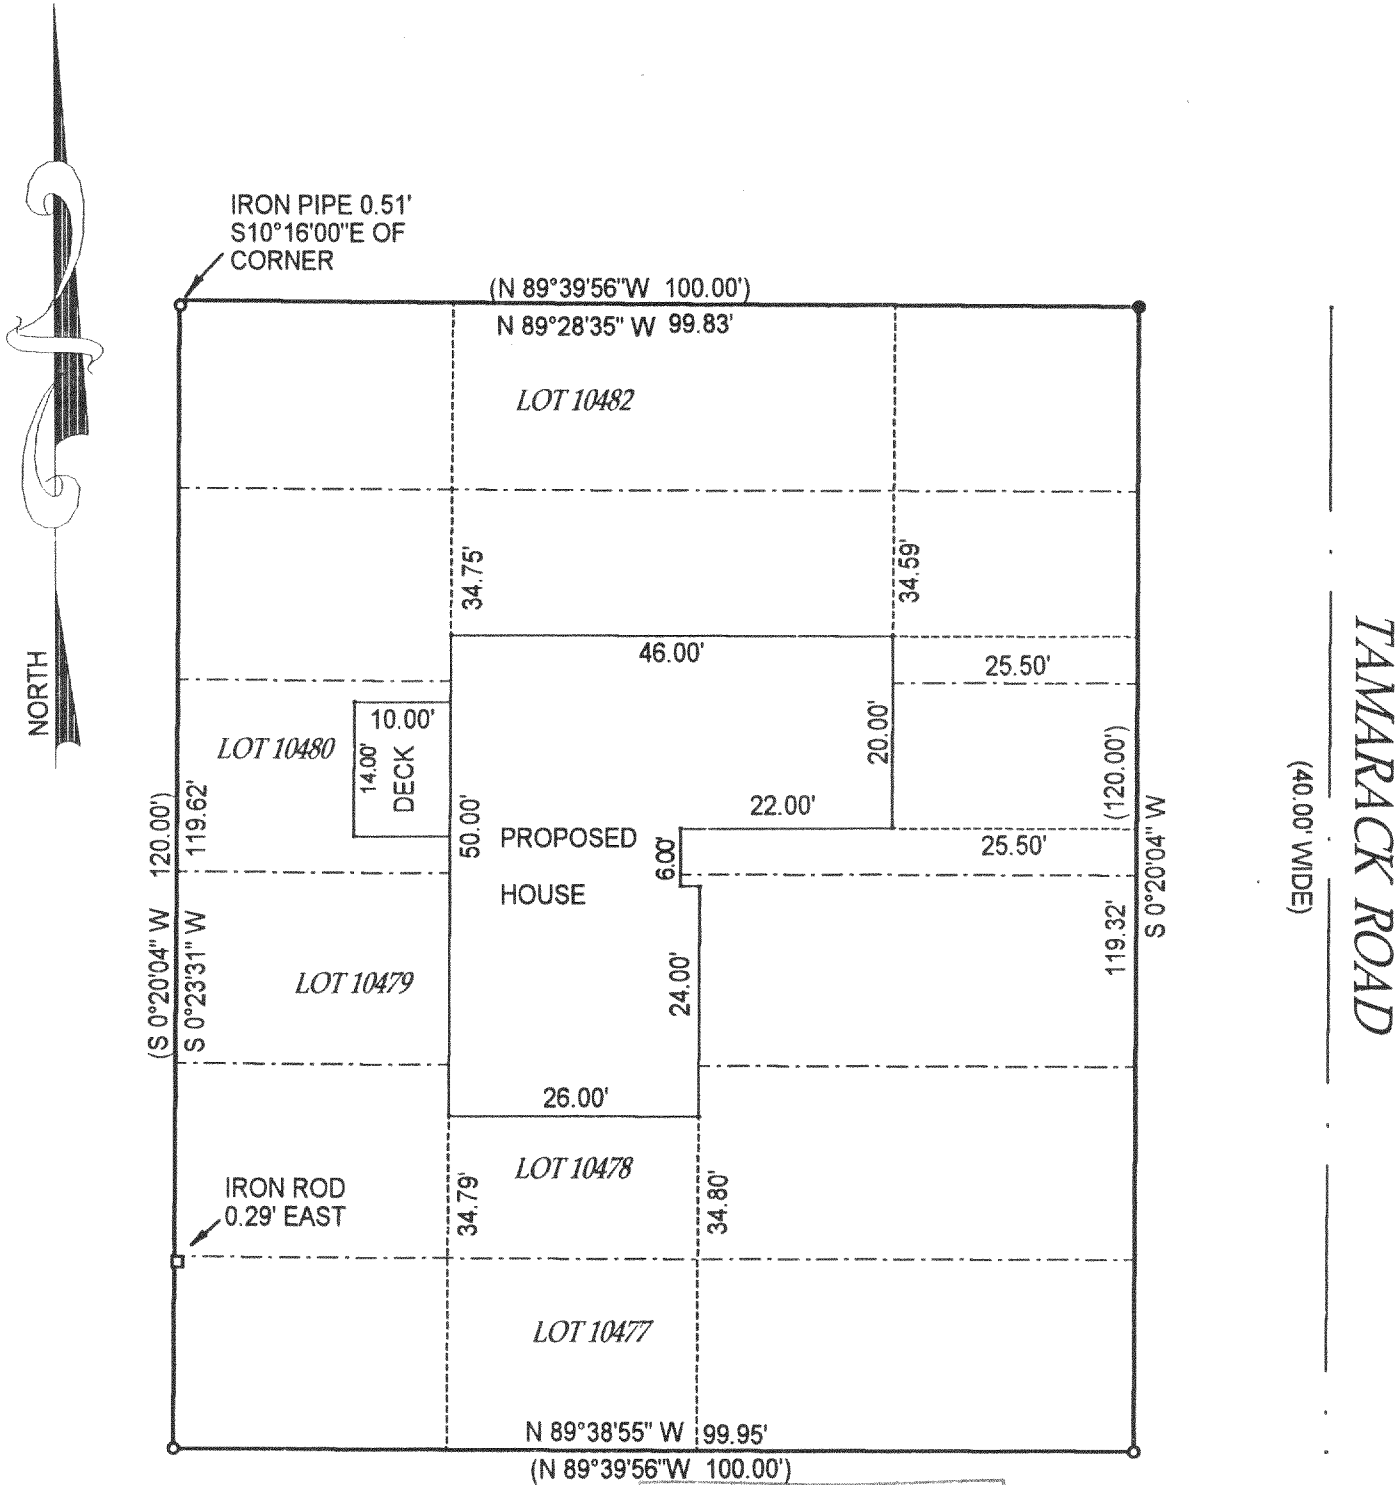 IRON PIPE 0.51'
S10°16'00"E OF
CORNER
(N 89°39'56"W 100.00')
N 89°28'35" W 99.83'
LOT 10482
34.75'
34.59'
46.00'
25.50'
NORTH
10.00'
LOT 10480
14.00'
DECK
20.00'
22.00'
25.50'
50.00'
PROPOSED
HOUSE
6.00'
(S 0°20'04" W 120.00')
S 0°23'31" W 119.62'
(120.00')
119.32'
S 0°20'04" W
(40.00' WIDE)
TAMARACK ROAD
LOT 10479
24.00'
26.00'
LOT 10478
34.79'
34.80'
IRON ROD
0.29' EAST
LOT 10477
N 89°38'55" W 99.95'
(N 89°39'56"W 100.00')